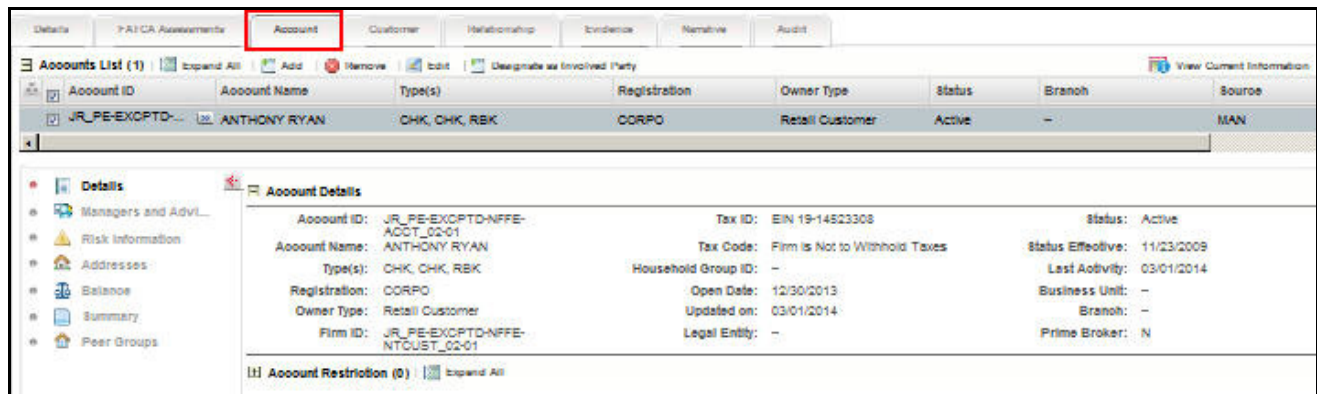 Details FATCA Assessments Account Customer Relationship Evidence Narrative Audit
Accounts List (1) Expand All Add Remove Edit Designate as Involved Party View Current Information
Account ID Account Name Type(s) Registration Owner Type Status Branch Source
JR_PE-EXCPTD-... ANTHONY RYAN CHK, CHK, RBK CORPO Retail Customer Active – MAN
Details
Managers and Advi...
Risk Information
Addresses
Balance
Summary
Peer Groups
Account Details
Account ID: JR_PE-EXCPTD-NFFE-ACCT_02-01 Tax ID: EIN 19-14523308 Status: Active
Account Name: ANTHONY RYAN Tax Code: Firm is Not to Withhold Taxes Status Effective: 11/23/2009
Type(s): CHK, CHK, RBK Household Group ID: – Last Activity: 03/01/2014
Registration: CORPO Open Date: 12/30/2013 Business Unit: –
Owner Type: Retail Customer Updated on: 03/01/2014 Branch: –
Firm ID: JR_PE-EXCPTD-NFFE-NTCUST_02-01 Legal Entity: – Prime Broker: N
Account Restriction (0) Expand All